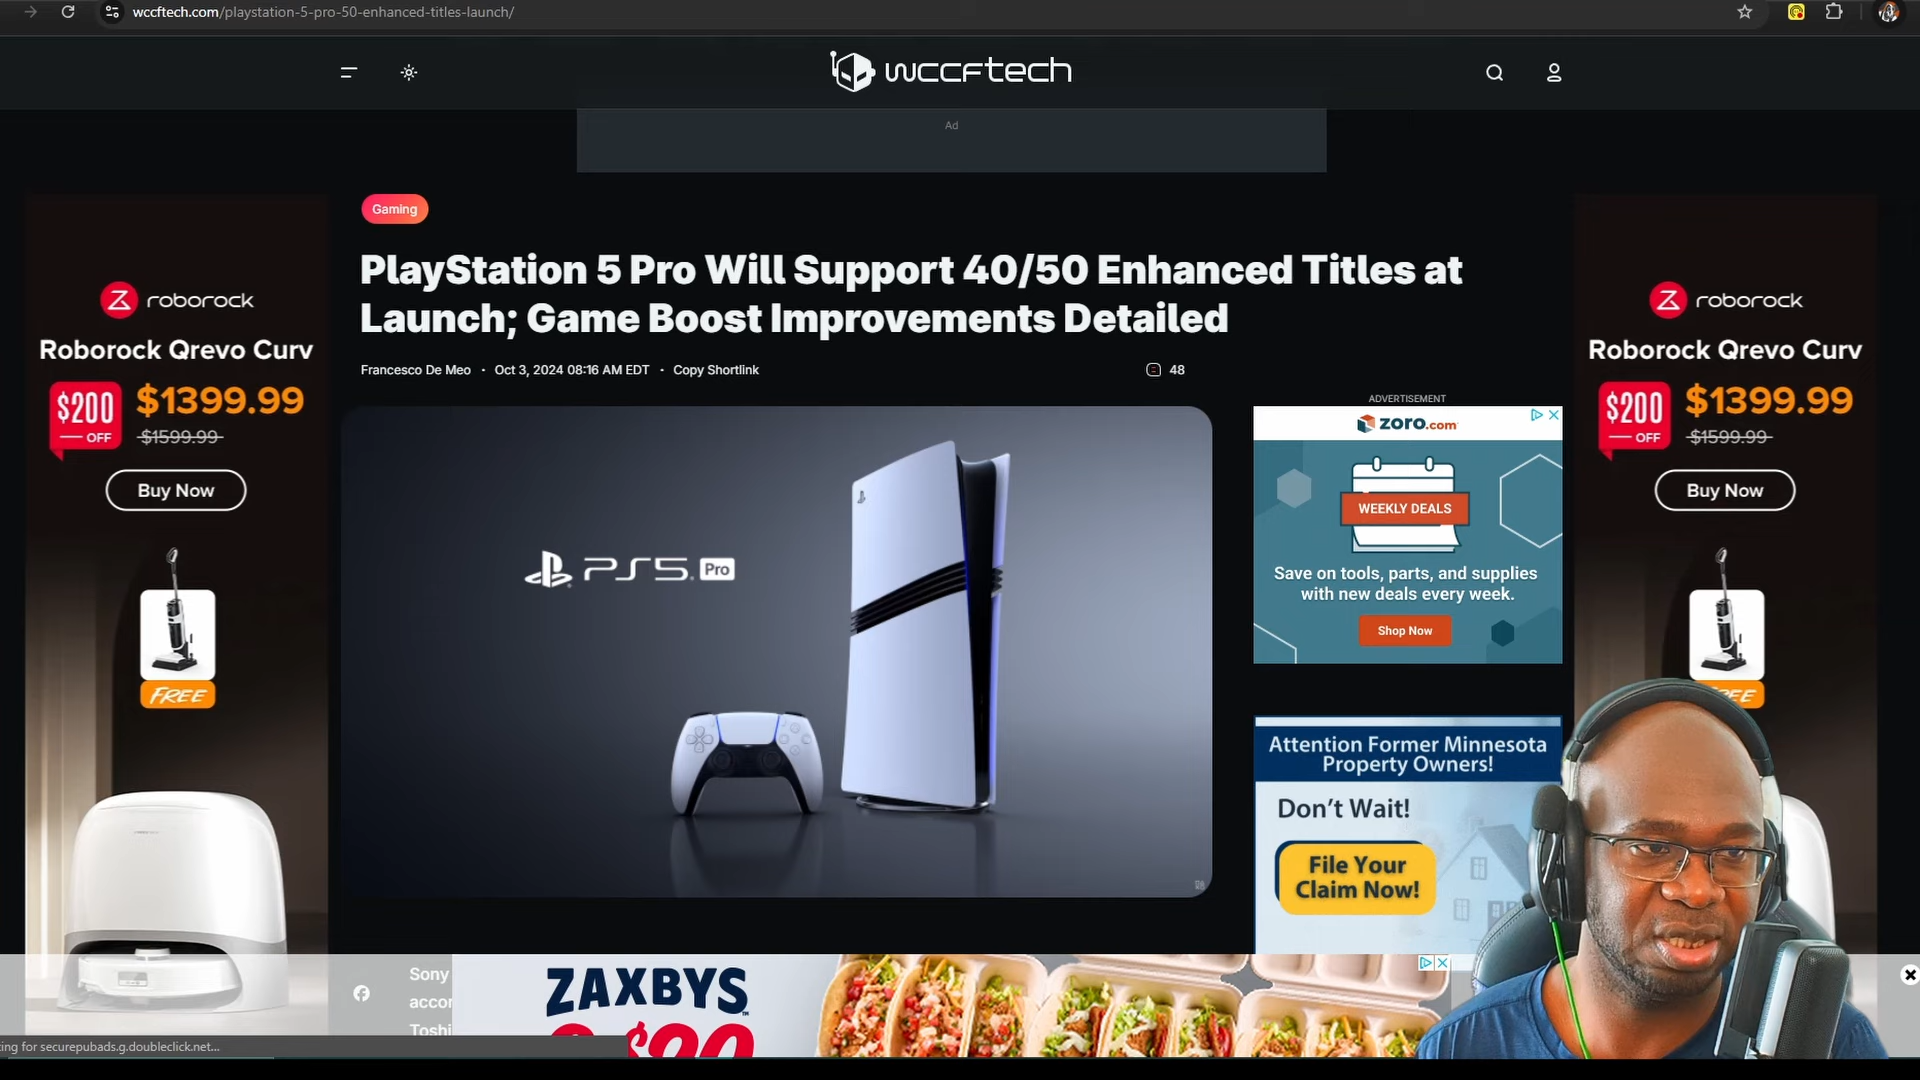 wccftech.com/playstation-5-pro-50-enhanced-titles-launch/
wccftech
Ad
Gaming
PlayStation 5 Pro Will Support 40/50 Enhanced Titles at
Launch; Game Boost Improvements Detailed
Francesco De Meo • Oct 3, 2024 08:16 AM EDT • Copy Shortlink
48
roborock
Roborock Qrevo Curv
$200
OFF
$1399.99
$1599.99
Buy Now
FREE
PS5 Pro
ADVERTISEMENT
zoro.com
WEEKLY DEALS
Save on tools, parts, and supplies
with new deals every week.
Shop Now
Attention Former Minnesota
Property Owners!
Don't Wait!
File Your
Claim Now!
roborock
Roborock Qrevo Curv
$200
OFF
$1399.99
$1599.99
Buy Now
Sony
ZAXBYS
ting for securepubads.g.doubleclick.net...